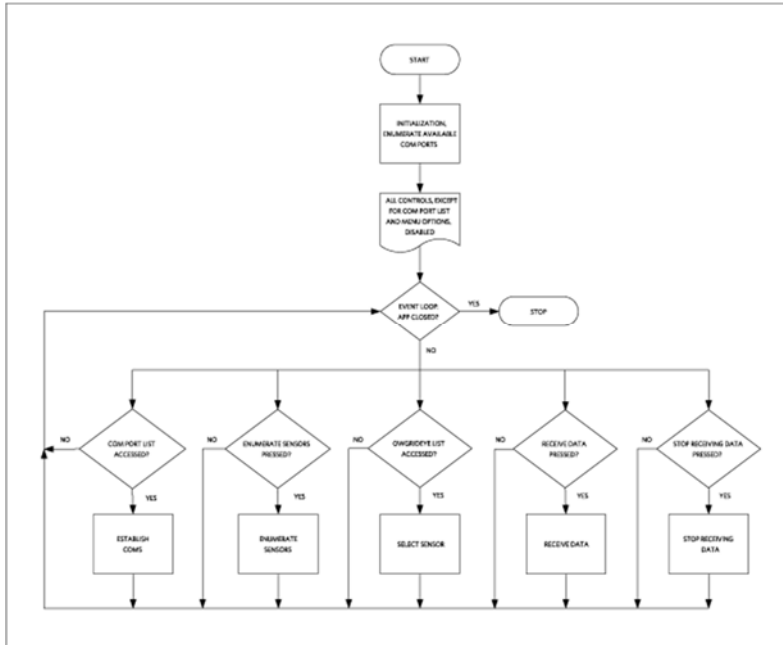 START
INITIALIZATION,
ENUMERATE AVAILABLE
COM PORTS
ALL CONTROLS, EXCEPT
FOR COM PORT LIST
AND MENU OPTIONS,
DISABLED
EVENT LOOP:
APP CLOSED?
YES
STOP
NO
NO
COM PORT LIST
ACCESSED?
YES
NO
ENUMERATE SENSORS
PRESSED?
YES
NO
OWGRIDEYE LIST
ACCESSED?
YES
NO
RECEIVE DATA
PRESSED?
YES
NO
STOP RECEIVING DATA
PRESSED?
YES
ESTABLISH
COMS
ENUMERATE
SENSORS
SELECT SENSOR
RECEIVE DATA
STOP RECEIVING
DATA